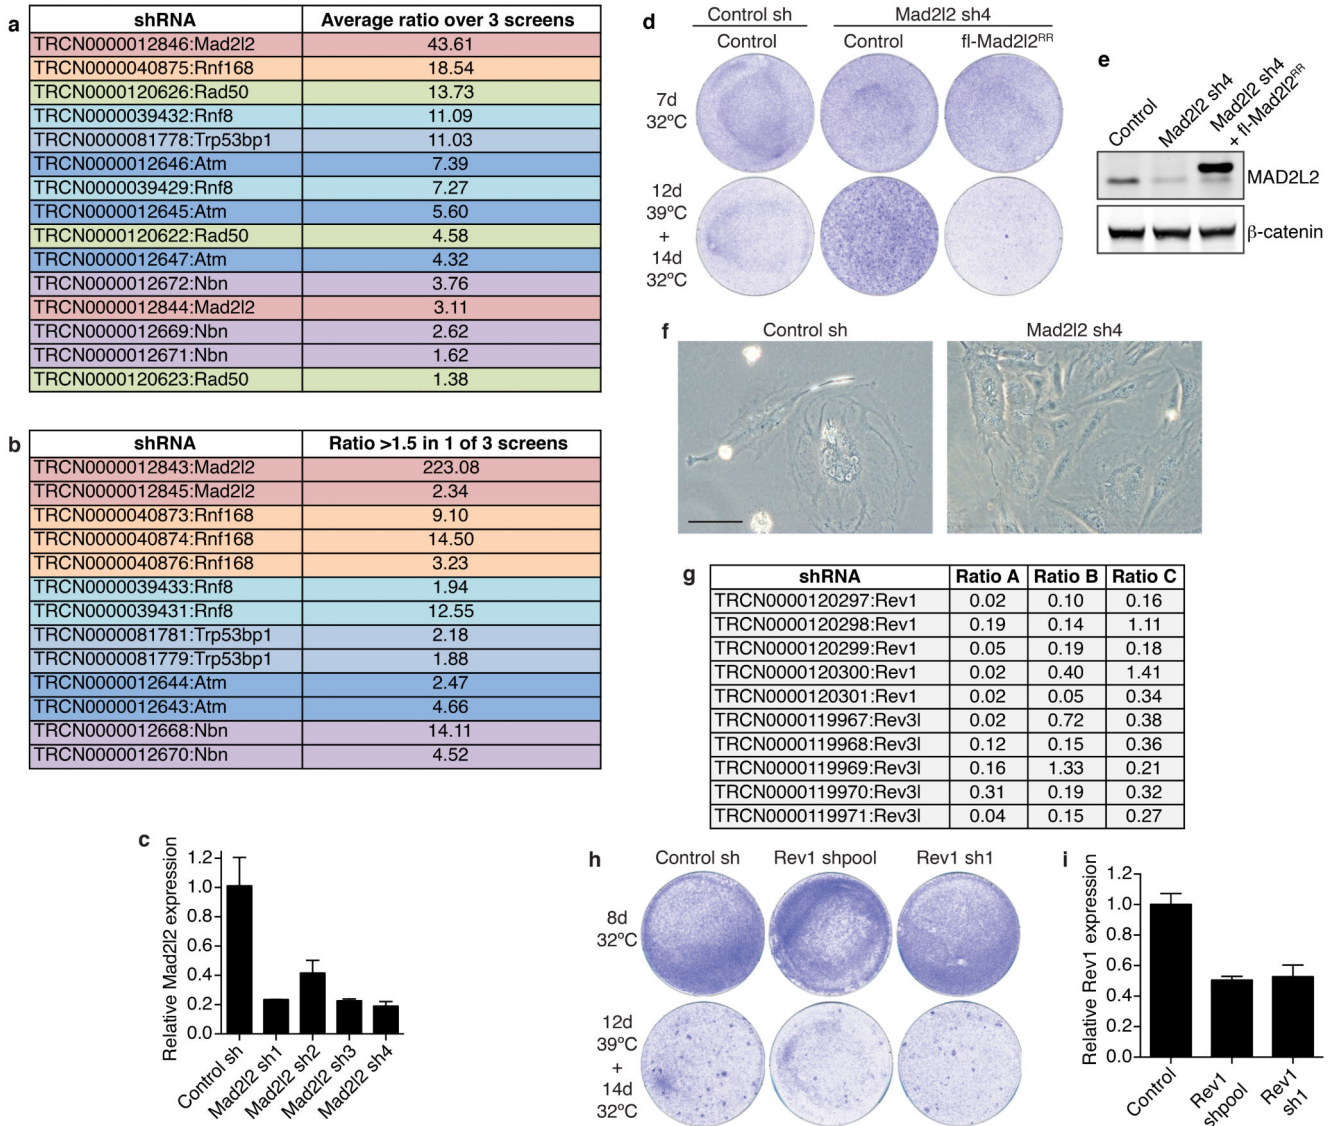 a
shRNA Average ratio over 3 screens
TRCN0000012846:Mad2l2 43.61
TRCN0000040875:Rnf168 18.54
TRCN0000120626:Rad50 13.73
TRCN0000039432:Rnf8 11.09
TRCN0000081778:Trp53bp1 11.03
TRCN0000012646:Atm 7.39
TRCN0000039429:Rnf8 7.27
TRCN0000012645:Atm 5.60
TRCN0000120622:Rad50 4.58
TRCN0000012647:Atm 4.32
TRCN0000012672:Nbn 3.76
TRCN0000012844:Mad2l2 3.11
TRCN0000012669:Nbn 2.62
TRCN0000012671:Nbn 1.62
TRCN0000120623:Rad50 1.38
b
shRNA Ratio >1.5 in 1 of 3 screens
TRCN0000012843:Mad2l2 223.08
TRCN0000012845:Mad2l2 2.34
TRCN0000040873:Rnf168 9.10
TRCN0000040874:Rnf168 14.50
TRCN0000040876:Rnf168 3.23
TRCN0000039433:Rnf8 1.94
TRCN0000039431:Rnf8 12.55
TRCN0000081781:Trp53bp1 2.18
TRCN0000081779:Trp53bp1 1.88
TRCN0000012644:Atm 2.47
TRCN0000012643:Atm 4.66
TRCN0000012668:Nbn 14.11
TRCN0000012670:Nbn 4.52
c
Relative Mad2l2 expression
1.2
1.0
0.8
0.6
0.4
0.2
0.0
Control sh
Mad2l2 sh1
Mad2l2 sh2
Mad2l2 sh3
Mad2l2 sh4
d
Control sh Mad2l2 sh4
Control Control fl-Mad2l2RR
7d
32ºC
12d
39ºC
+
14d
32ºC
e
Control
Mad2l2 sh4
Mad2l2 sh4
+ fl-Mad2l2RR
MAD2L2
β-catenin
f
Control sh Mad2l2 sh4
g
shRNA Ratio A Ratio B Ratio C
TRCN0000120297:Rev1 0.02 0.10 0.16
TRCN0000120298:Rev1 0.19 0.14 1.11
TRCN0000120299:Rev1 0.05 0.19 0.18
TRCN0000120300:Rev1 0.02 0.40 1.41
TRCN0000120301:Rev1 0.02 0.05 0.34
TRCN0000119967:Rev3l 0.02 0.72 0.38
TRCN0000119968:Rev3l 0.12 0.15 0.36
TRCN0000119969:Rev3l 0.16 1.33 0.21
TRCN0000119970:Rev3l 0.31 0.19 0.32
TRCN0000119971:Rev3l 0.04 0.15 0.27
h
Control sh Rev1 shpool Rev1 sh1
8d
32ºC
12d
39ºC
+
14d
32ºC
i
Relative Rev1 expression
1.2
1.0
0.8
0.6
0.4
0.2
0.0
Control
Rev1
shpool
Rev1
sh1